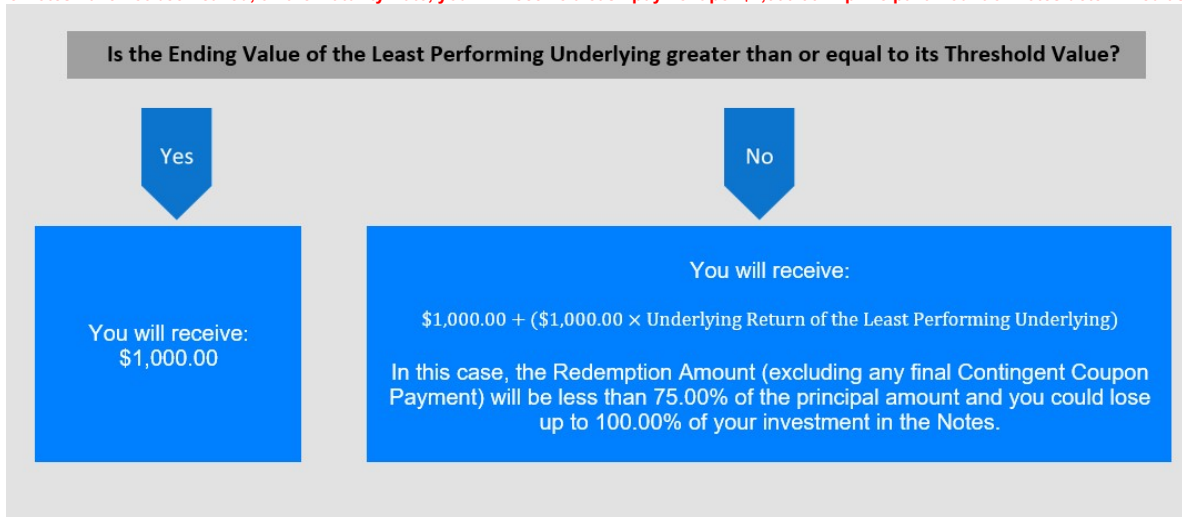 Is the Ending Value of the Least Performing Underlying greater than or equal to its Threshold Value?
Yes
No
You will receive:
$1,000.00
You will receive:
$1,000.00 + ($1,000.00 × Underlying Return of the Least Performing Underlying)
In this case, the Redemption Amount (excluding any final Contingent Coupon
Payment) will be less than 75.00% of the principal amount and you could lose
up to 100.00% of your investment in the Notes.